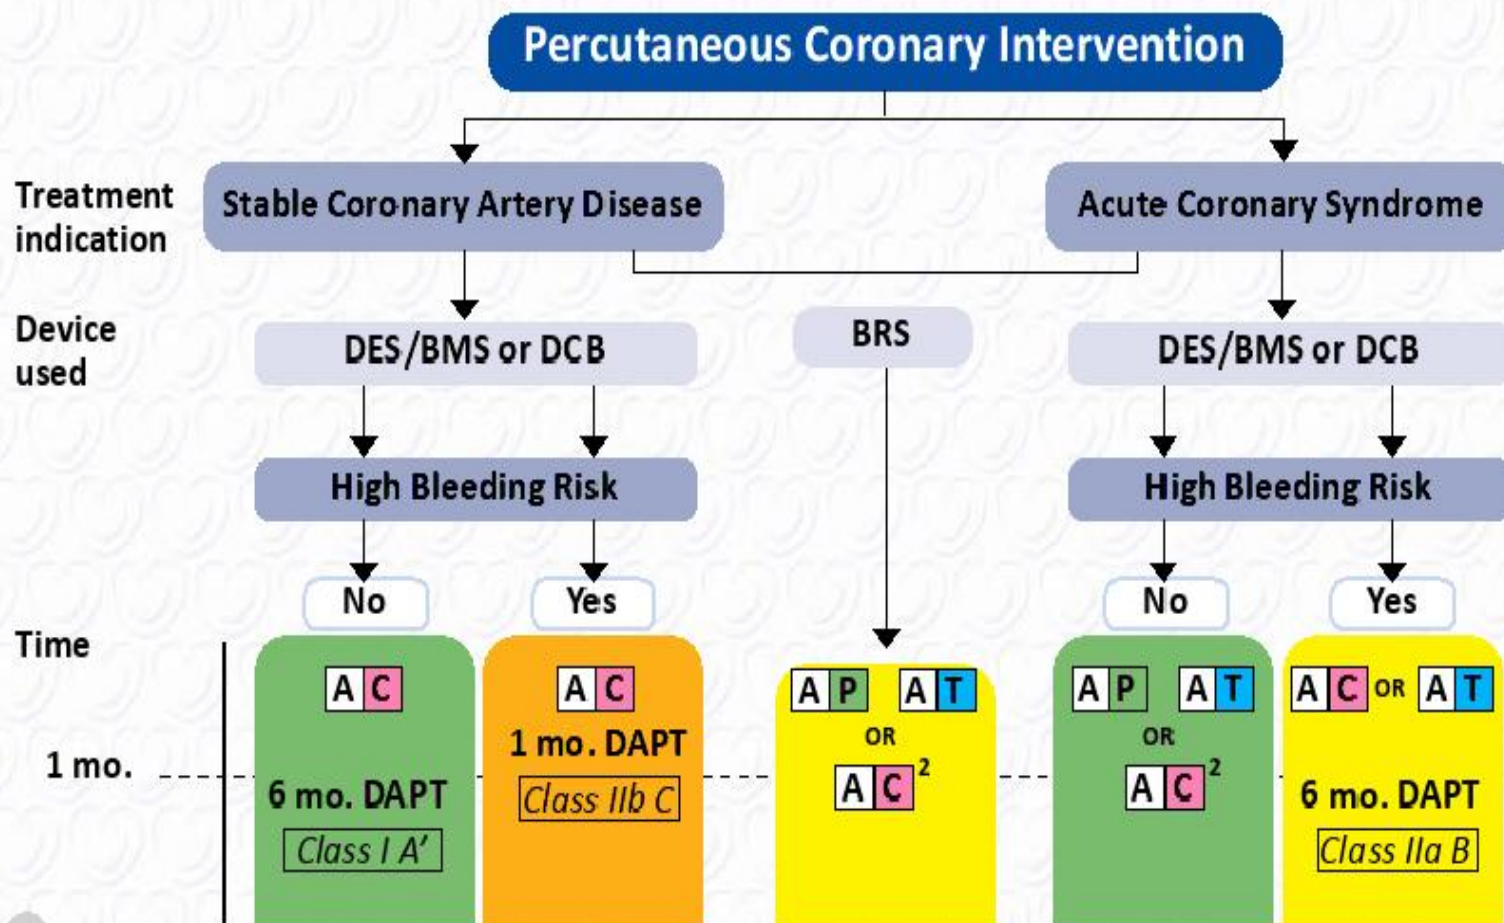 Percutaneous Coronary Intervention
Treatment
indication
Stable Coronary Artery Disease
Acute Coronary Syndrome
Device
used
DES/BMS or DCB
BRS
DES/BMS or DCB
High Bleeding Risk
High Bleeding Risk
No
Yes
No
Yes
Time
A C
A C
A P A T
A P A T
A C OR A T
1 mo. DAPT
OR
OR
1 mo.
6 mo. DAPT
Class IIb C
A C 2
A C 2
6 mo. DAPT
Class I A'
Class IIa B